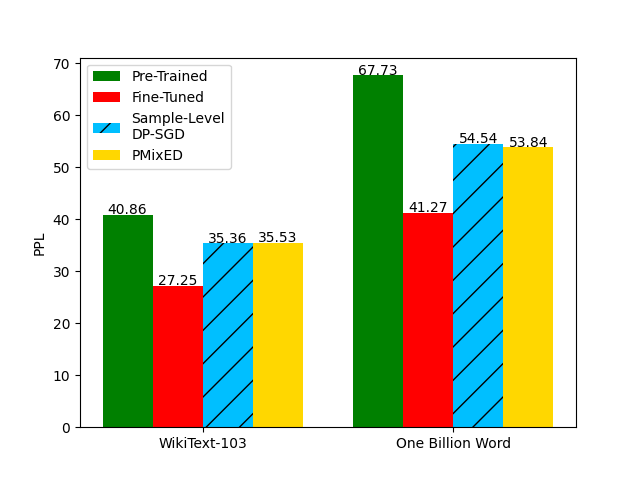 70
60
50
40
30
20
10
0
PPL
Pre-Trained
Fine-Tuned
Sample-Level
DP-SGD
PMixED
40.86
27.25
35.36
35.53
67.73
41.27
54.54
53.84
WikiText-103
One Billion Word